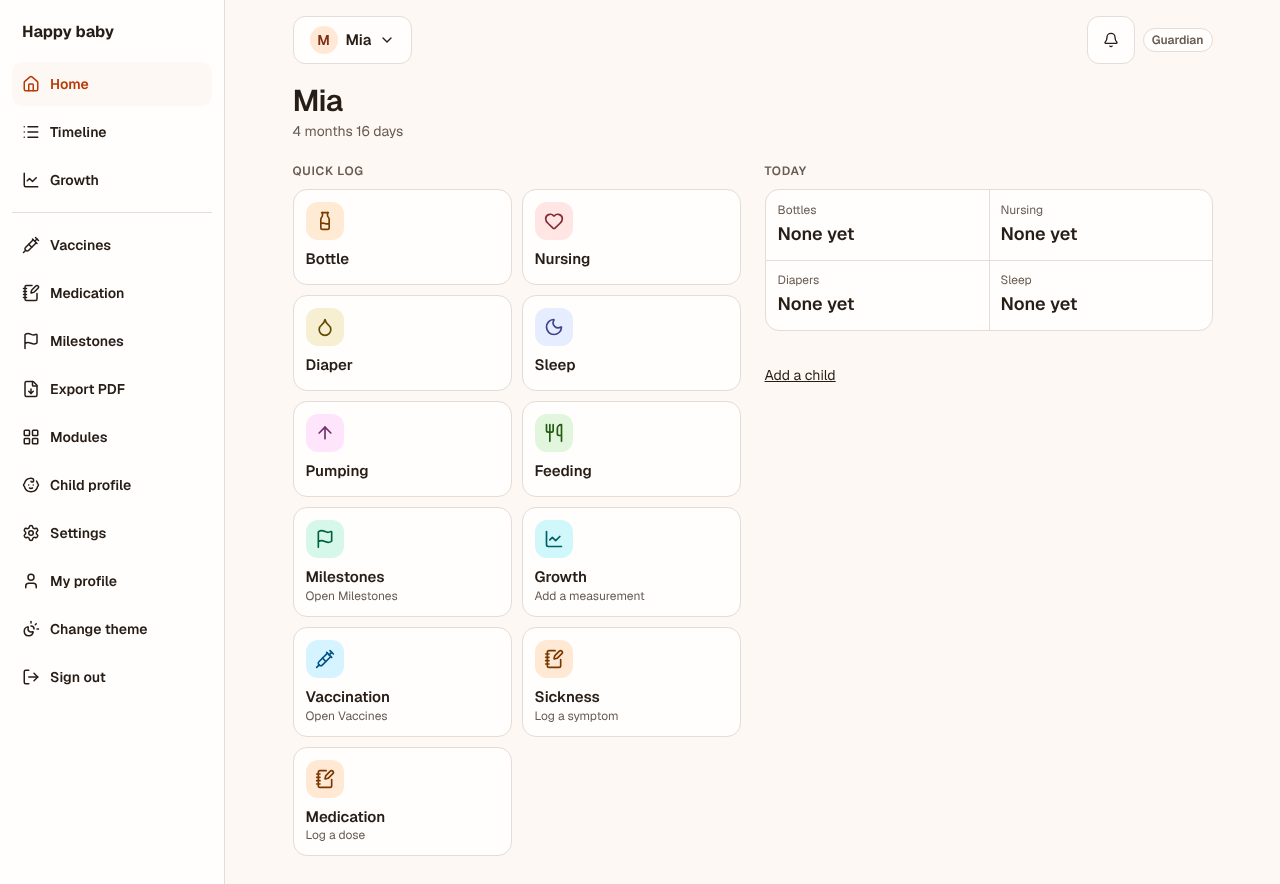 Happy baby
Home
Timeline
Growth
Vaccines
Medication
Milestones
Export PDF
Modules
Child profile
Settings
My profile
Change theme
Sign out
M Mia
Guardian
Mia
4 months 16 days
QUICK LOG
Bottle
Nursing
Diaper
Sleep
Pumping
Feeding
Milestones
Open Milestones
Growth
Add a measurement
Vaccination
Open Vaccines
Sickness
Log a symptom
Medication
Log a dose
TODAY
Bottles
None yet
Nursing
None yet
Diapers
None yet
Sleep
None yet
Add a child